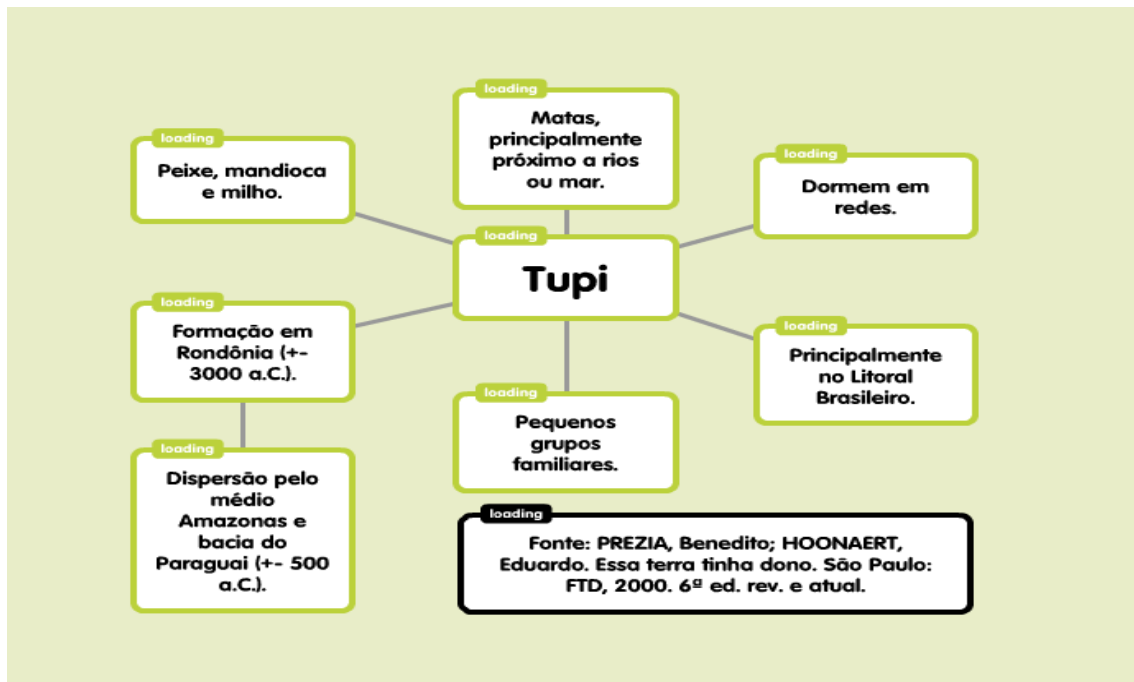 loading
Matas,
principalmente
próximo a rios
ou mar.
loading
Peixe, mandioca
e milho.
loading
Dormem em
redes.
loading
Tupi
loading
Formação em
Rondônia (+-
3000 a.C.).
loading
Principalmente
no Litoral
Brasileiro.
loading
Pequenos
grupos
familiares.
loading
Dispersão pelo
médio
Amazonas e
bacia do
Paraguai (+- 500
a.C.).
loading
Fonte: PREZIA, Benedito; HOONAERT,
Eduardo. Essa terra tinha dono. São Paulo:
FTD, 2000. 6ª ed. rev. e atual.